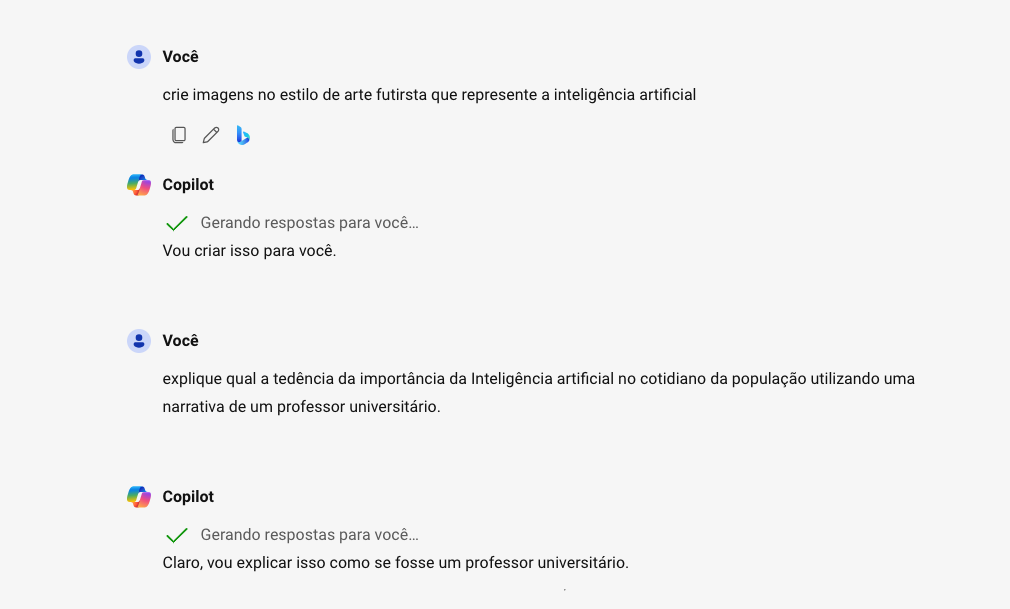 Você
crie imagens no estilo de arte futirsta que represente a inteligência artificial
Copilot
Gerando respostas para você...
Vou criar isso para você.
Você
explique qual a tedência da importância da Inteligência artificial no cotidiano da população utilizando uma
narrativa de um professor universitário.
Copilot
Gerando respostas para você...
Claro, vou explicar isso como se fosse um professor universitário.